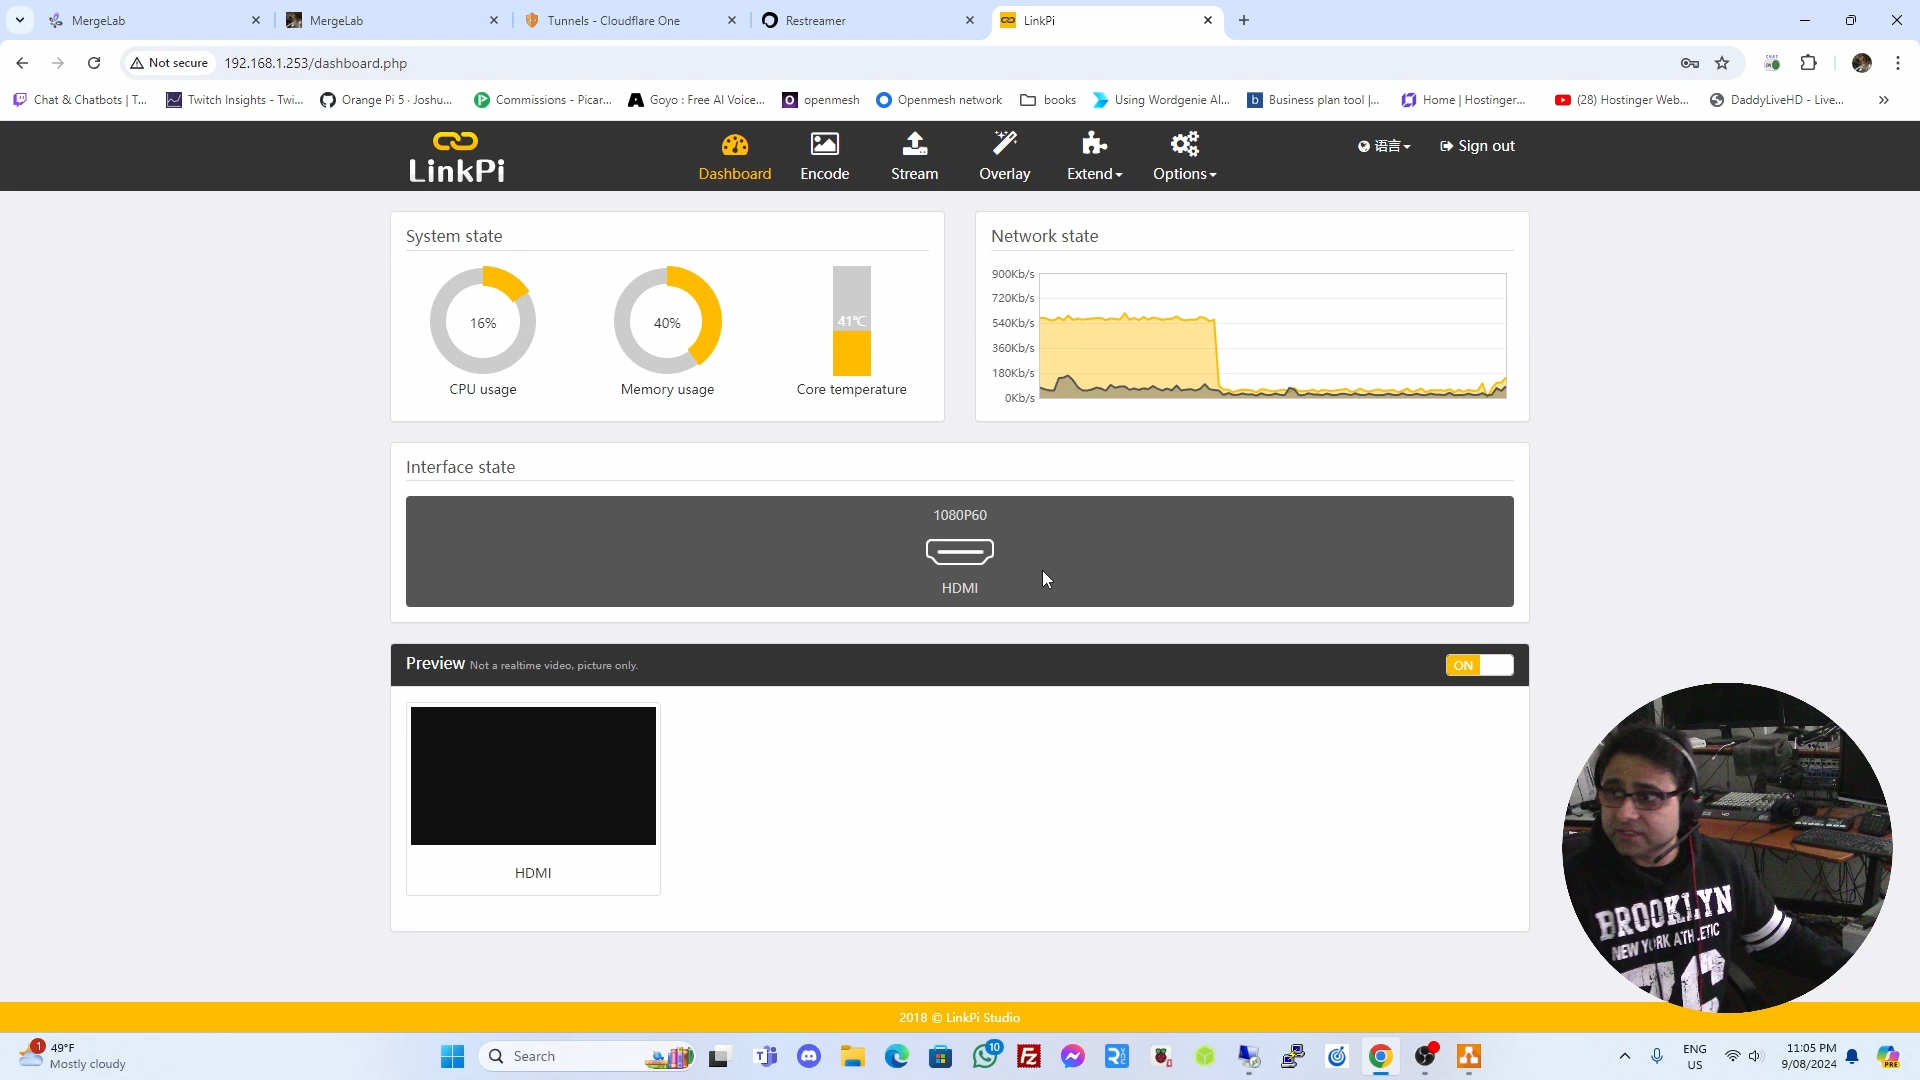 MergeLab
MergeLab
Tunnels - Cloudflare One
Restreamer
LinkPi
Not secure
192.168.1.253/dashboard.php
Chat & Chatbots | T...
Twitch Insights - Twi...
Orange Pi 5 · Joshu...
Commissions - Picar...
Goyo : Free AI Voice...
openmesh
Openmesh network
books
Using Wordgenie AI...
Business plan tool |...
Home | Hostinger...
(28) Hostinger Web...
DaddyLiveHD - Live...
LinkPi
Dashboard
Encode
Stream
Overlay
Extend
Options
语言
Sign out
System state
16%
CPU usage
40%
Memory usage
41℃
Core temperature
Network state
900Kb/s
720Kb/s
540Kb/s
360Kb/s
180Kb/s
0Kb/s
Interface state
1080P60
HDMI
Preview Not a realtime video, picture only.
ON
HDMI
BROOKLYN
NEW YORK ATHLETIC
2018 © LinkPi Studio
1
49°F
Mostly cloudy
Search
10
ENG
US
11:05 PM
9/08/2024
PRE